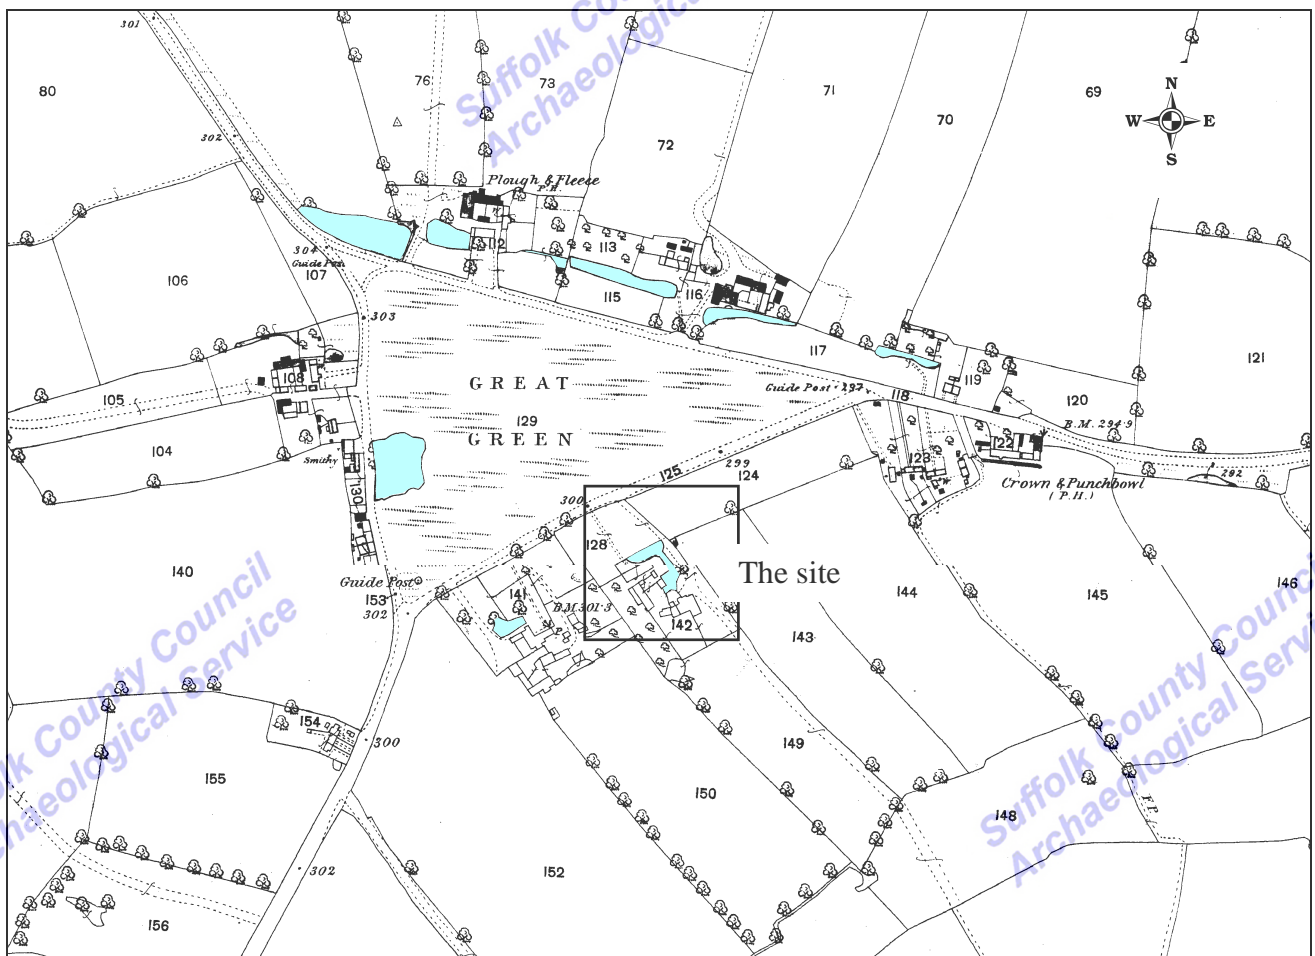 301
80
76
73
72
71
70
69
N
W E
S
302
Plough & Fleece
P.H.
304
Guide Post
107
106
112
113
115
116
303
117
121
108
105
GREAT
129
GREEN
Guide Post
297
118
119
120
B.M. 294·9
104
Smithy
130
125
299
124
123
122
292
Crown & Punchbowl
(P.H.)
300
128
The site
140
Guide Post
153
302
141
B.M. 301·3
P.
142
143
144
145
146
154
300
155
149
150
148
F.P.
302
152
156
Suffolk County Council
Archaeological Service
Suffolk County Council
Archaeological Service
Suffolk County Council
Archaeological Service